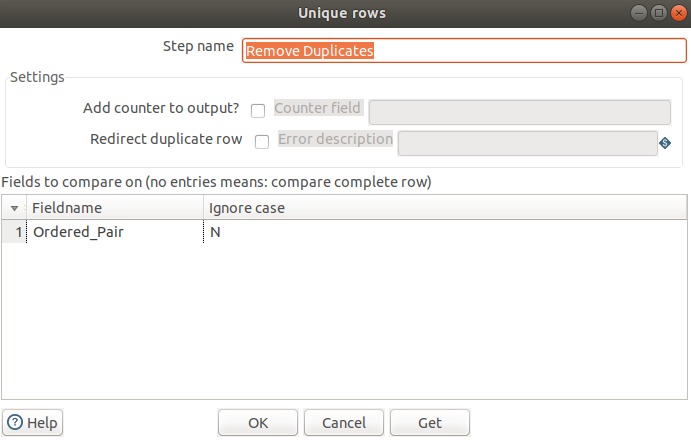 Unique rows
Step name Remove Duplicates
Settings
Add counter to output? Counter field
Redirect duplicate row Error description
Fields to compare on (no entries means: compare complete row)
Fieldname Ignore case
1 Ordered_Pair N
Help OK Cancel Get